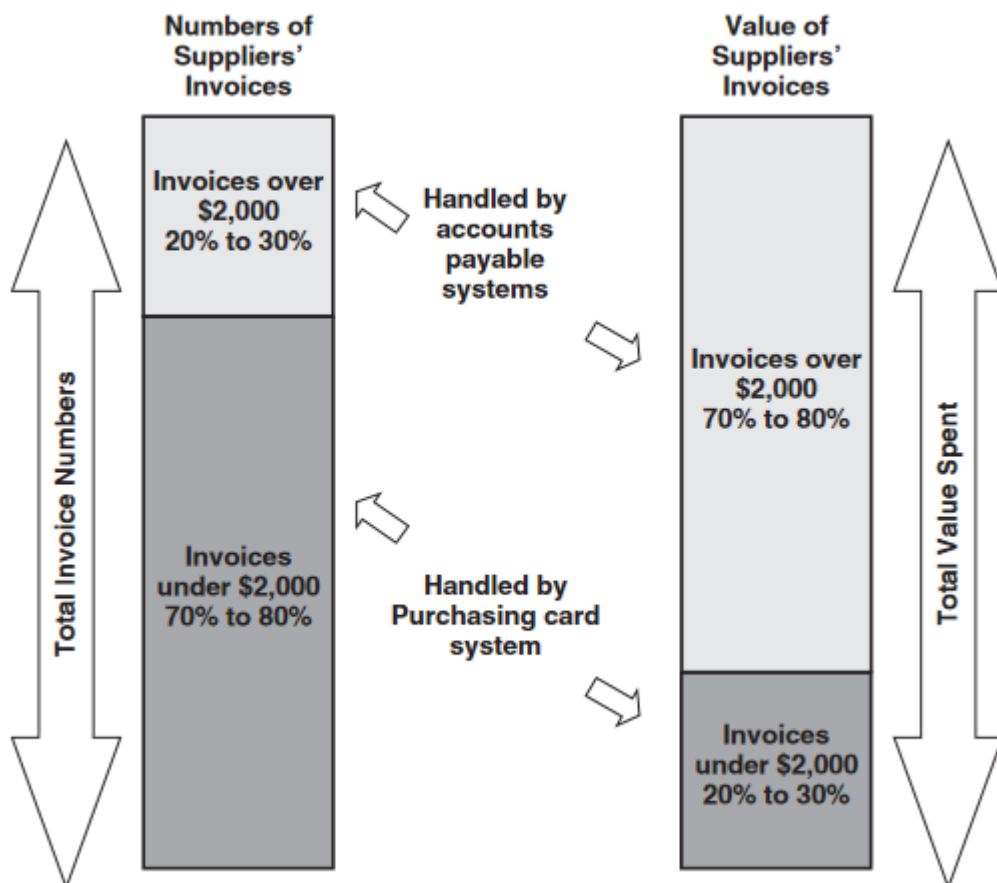 Numbers of
Suppliers’
Invoices
Value of
Suppliers’
Invoices
Invoices over
$2,000
20% to 30%
Handled by
accounts
payable
systems
Invoices over
$2,000
70% to 80%
Total Invoice Numbers
Total Value Spent
Invoices
under $2,000
70% to 80%
Handled by
Purchasing card
system
Invoices
under $2,000
20% to 30%